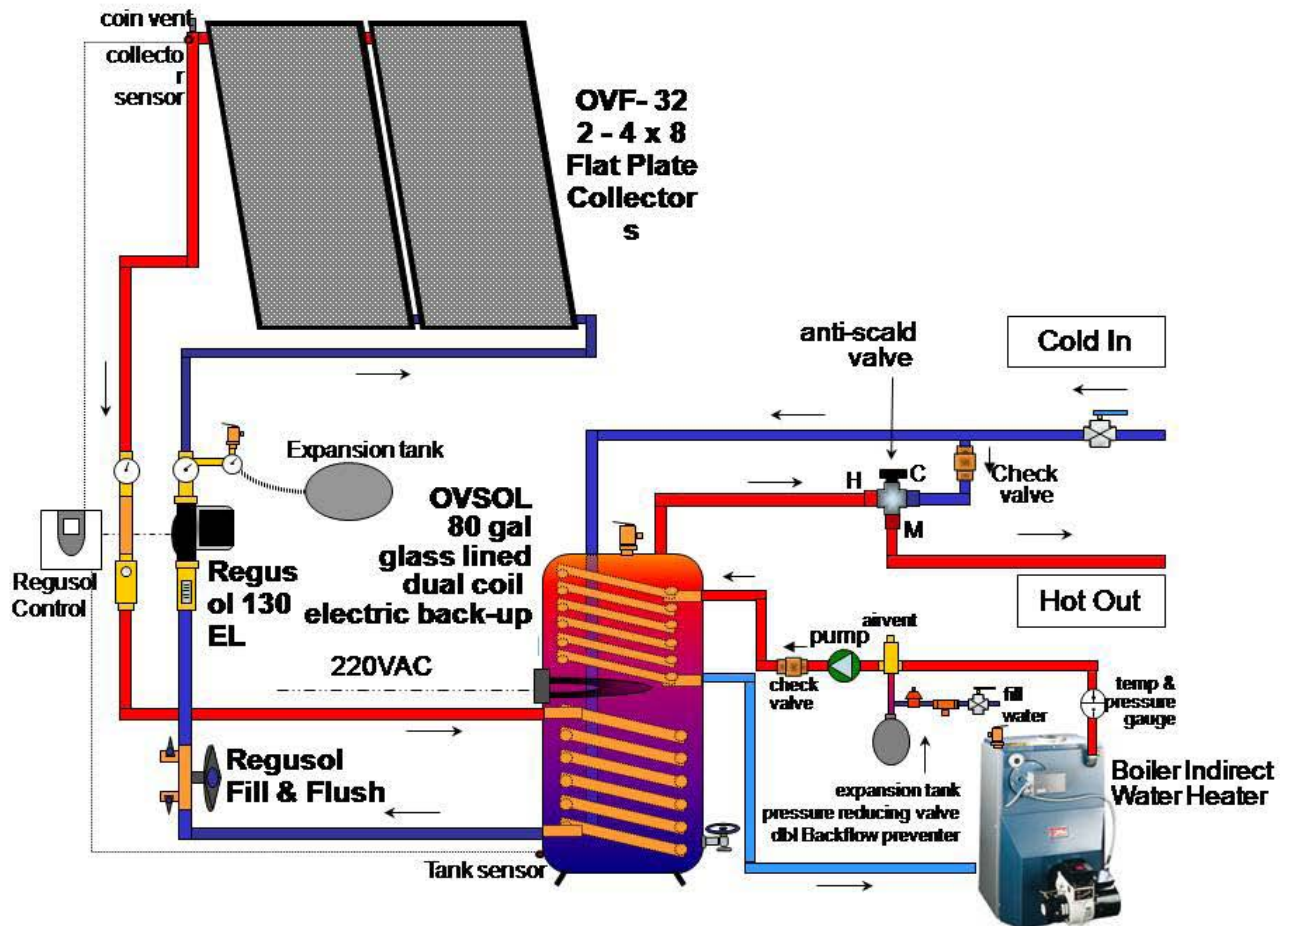 coin vent
collecto
r
sensor
OVF- 32
2 - 4 x 8
Flat Plate
Collector
s
anti-scald
valve
Cold In
Expansion tank
H
C
Check
valve
M
OVSOL
80 gal
glass lined
dual coil
electric back-up
Regusol
Control
Regus
ol 130
EL
Hot Out
220VAC
pump
airvent
check
valve
fill
water
temp &
pressure
gauge
Regusol
Fill & Flush
expansion tank
pressure reducing valve
dbl Backflow preventer
Boiler Indirect
Water Heater
Tank sensor